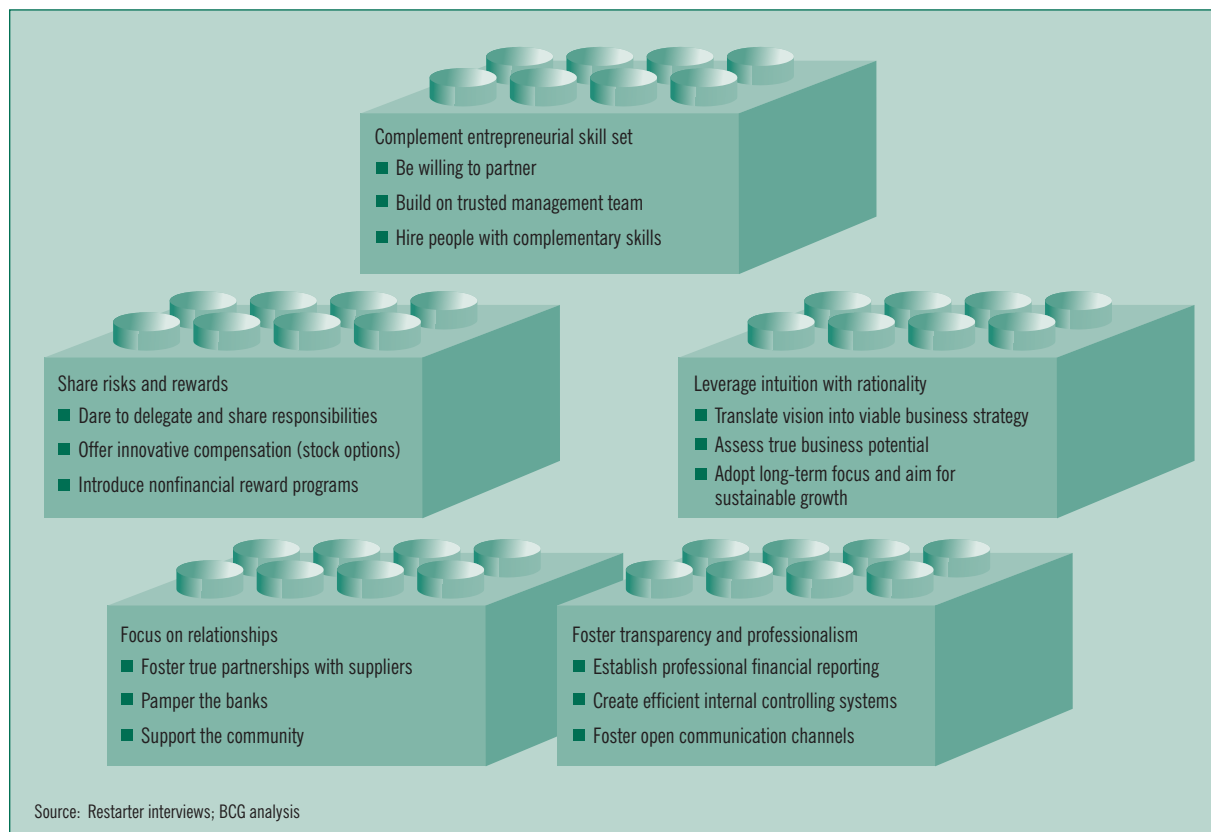 Complement entrepreneurial skill set
■ Be willing to partner
■ Build on trusted management team
■ Hire people with complementary skills
Share risks and rewards
■ Dare to delegate and share responsibilities
■ Offer innovative compensation (stock options)
■ Introduce nonfinancial reward programs
Leverage intuition with rationality
■ Translate vision into viable business strategy
■ Assess true business potential
■ Adopt long-term focus and aim for
sustainable growth
Focus on relationships
■ Foster true partnerships with suppliers
■ Pamper the banks
■ Support the community
Foster transparency and professionalism
■ Establish professional financial reporting
■ Create efficient internal controlling systems
■ Foster open communication channels
Source: Restarter interviews; BCG analysis